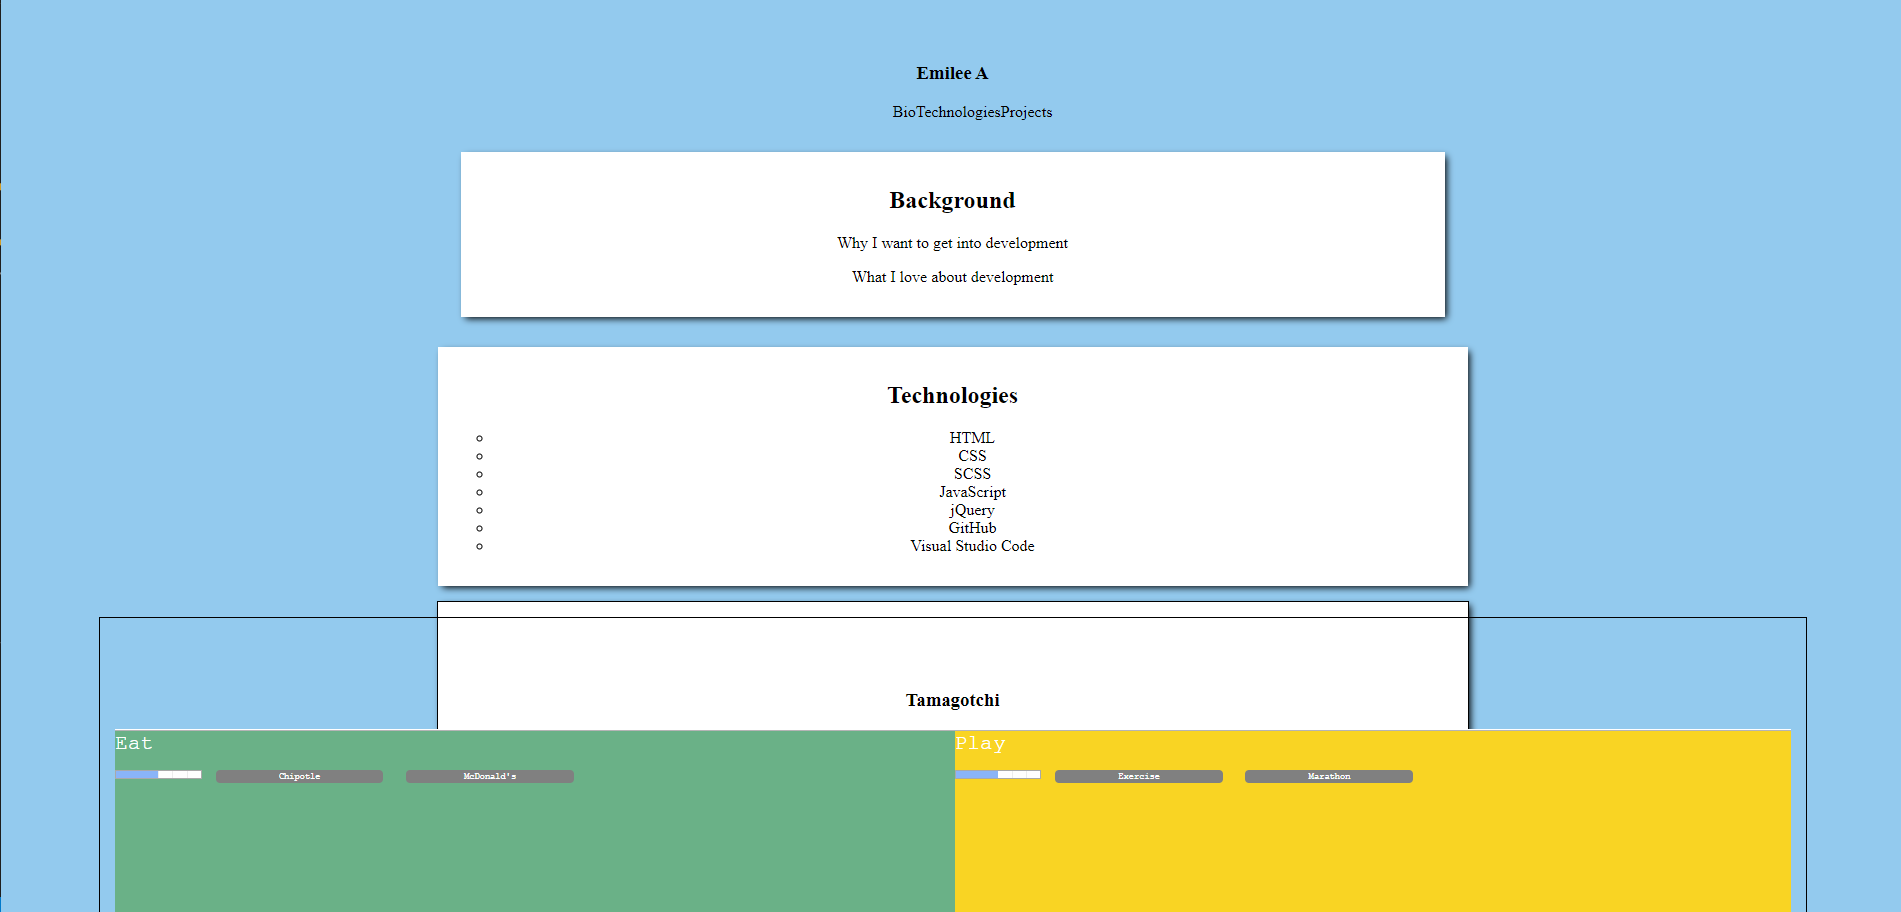 Emilee A
BioTechnologiesProjects
Background
Why I want to get into development
What I love about development
Technologies
HTML
CSS
SCSS
JavaScript
jQuery
GitHub
Visual Studio Code
Tamagotchi
Eat
Play
Chipotle
McDonald's
Exercise
Marathon